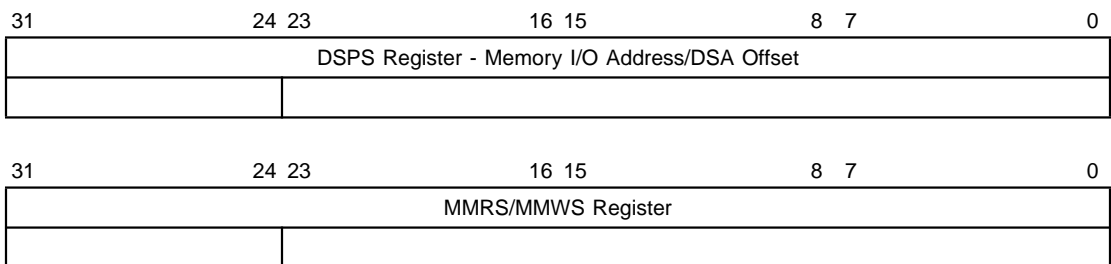 31 24 23 16 15 8 7 0
DSPS Register - Memory I/O Address/DSA Offset
31 24 23 16 15 8 7 0
MMRS/MMWS Register